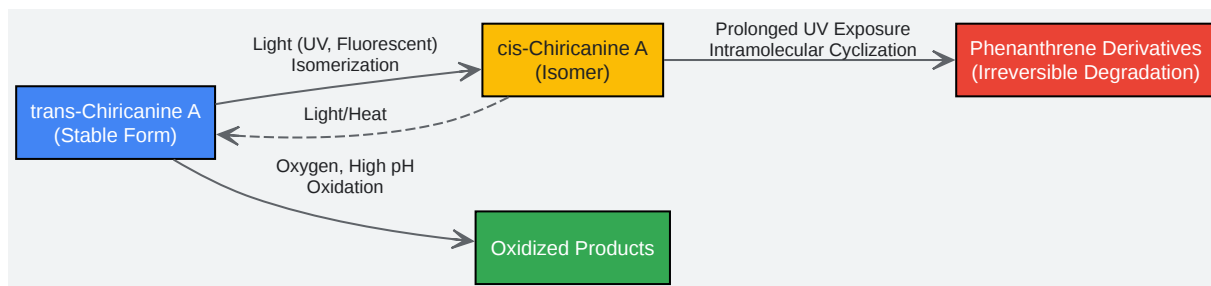 Light (UV, Fluorescent)
Isomerization
cis-Chiricanine A
(Isomer)
Prolonged UV Exposure
Intramolecular Cyclization
Phenanthrene Derivatives
(Irreversible Degradation)
trans-Chiricanine A
(Stable Form)
Light/Heat
Oxygen, High pH
Oxidation
Oxidized Products